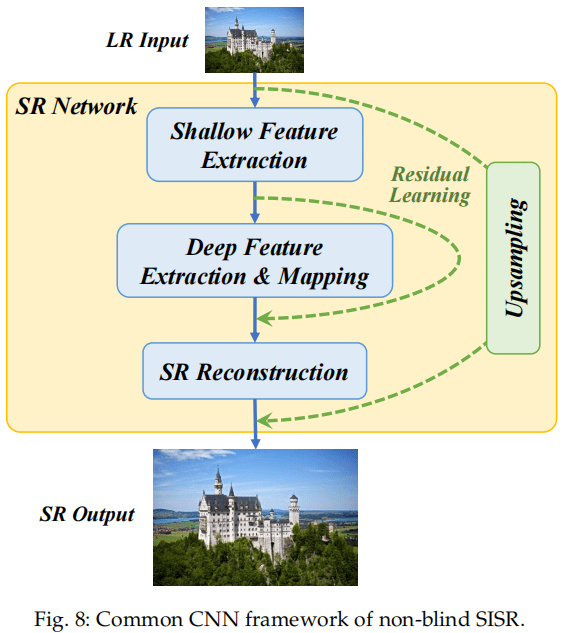 LR Input
SR Network
Shallow Feature
Extraction
Residual
Learning
Upsampling
Deep Feature
Extraction & Mapping
SR Reconstruction
SR Output
Fig. 8: Common CNN framework of non-blind SISR.